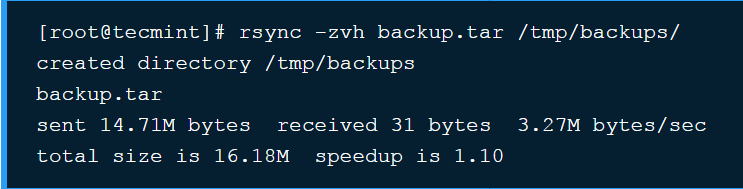 [root@tecmint]# rsync -zvh backup.tar /tmp/backups/
created directory /tmp/backups
backup.tar
sent 14.71M bytes  received 31 bytes  3.27M bytes/sec
total size is 16.18M  speedup is 1.10